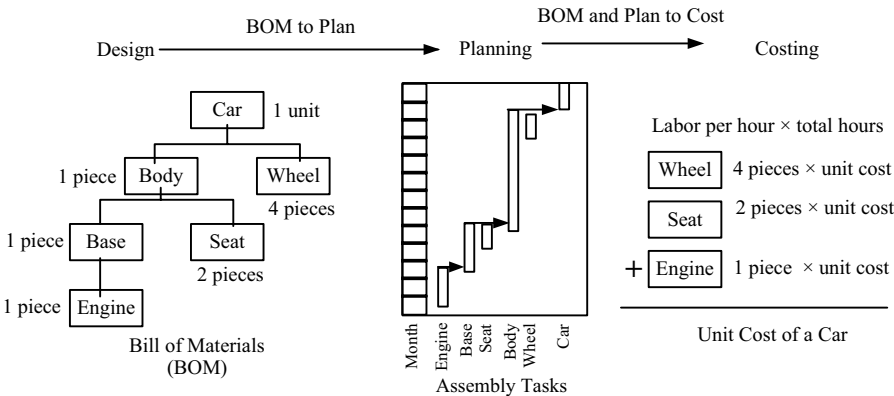 BOM to Plan
BOM and Plan to Cost
Design
Planning
Costing
Car
1 unit
1 piece
Body
Wheel
4 pieces
1 piece
Base
Seat
2 pieces
1 piece
Engine
Bill of Materials
(BOM)
Month
Engine
Base
Seat
Body
Wheel
Car
Assembly Tasks
Labor per hour × total hours
Wheel 4 pieces × unit cost
Seat 2 pieces × unit cost
+ Engine 1 piece × unit cost
Unit Cost of a Car